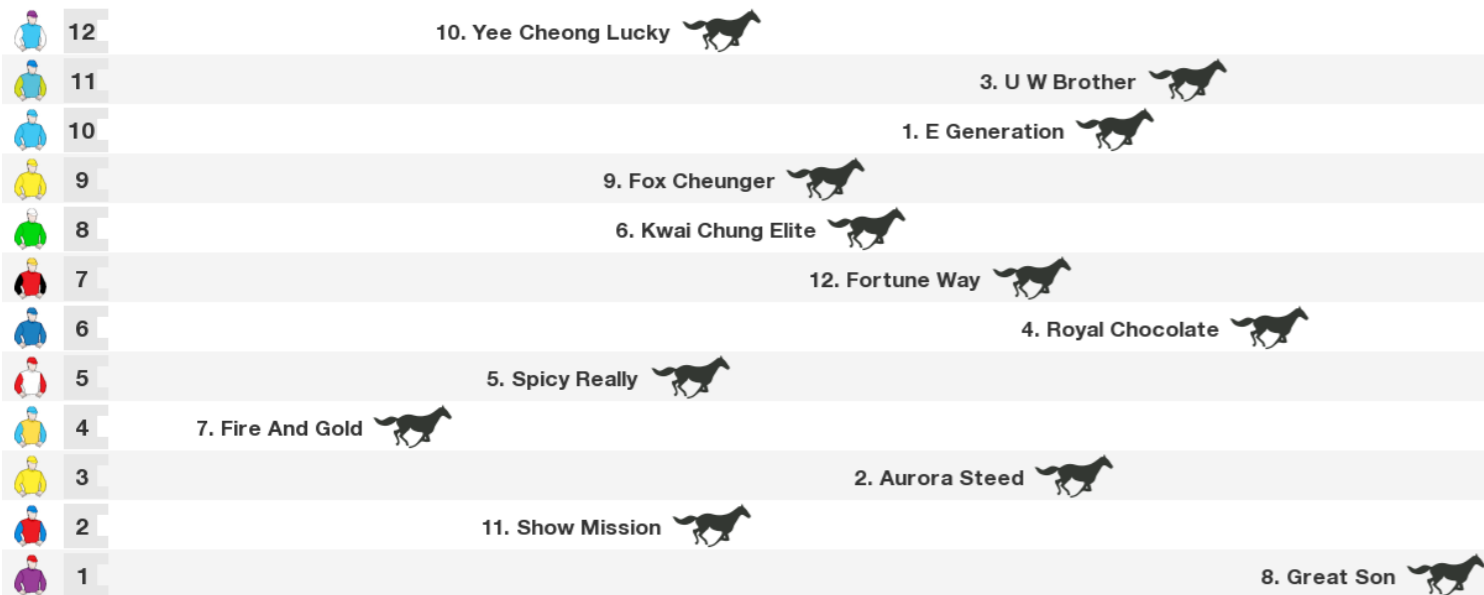 12 10. Yee Cheong Lucky
11 3. U W Brother
10 1. E Generation
9 9. Fox Cheunger
8 6. Kwai Chung Elite
7 12. Fortune Way
6 4. Royal Chocolate
5 5. Spicy Really
4 7. Fire And Gold
3 2. Aurora Steed
2 11. Show Mission
1 8. Great Son